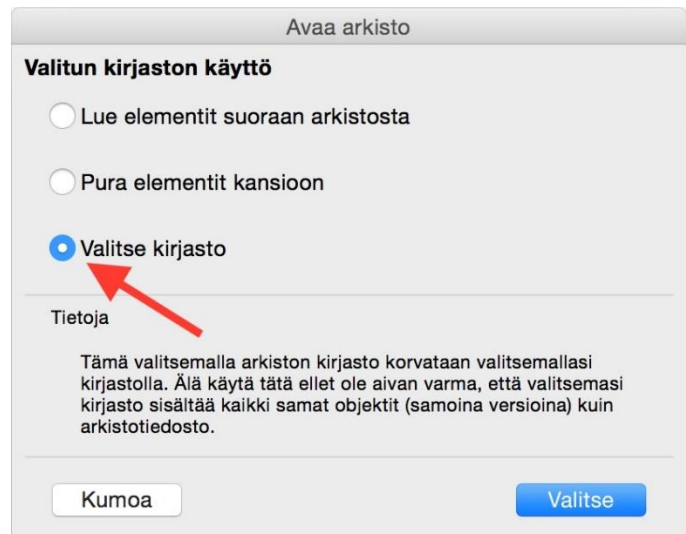 Avaa arkisto
Valitun kirjaston käyttö
Lue elementit suoraan arkistosta
Pura elementit kansioon
Valitse kirjasto
Tietoja
Tämä valitsemalla arkiston kirjasto korvataan valitsemallasi
kirjastolla. Älä käytä tätä ellet ole aivan varma, että valitsemasi
kirjasto sisältää kaikki samat objektit (samoina versioina) kuin
arkistotiedosto.
Kumoa
Valitse